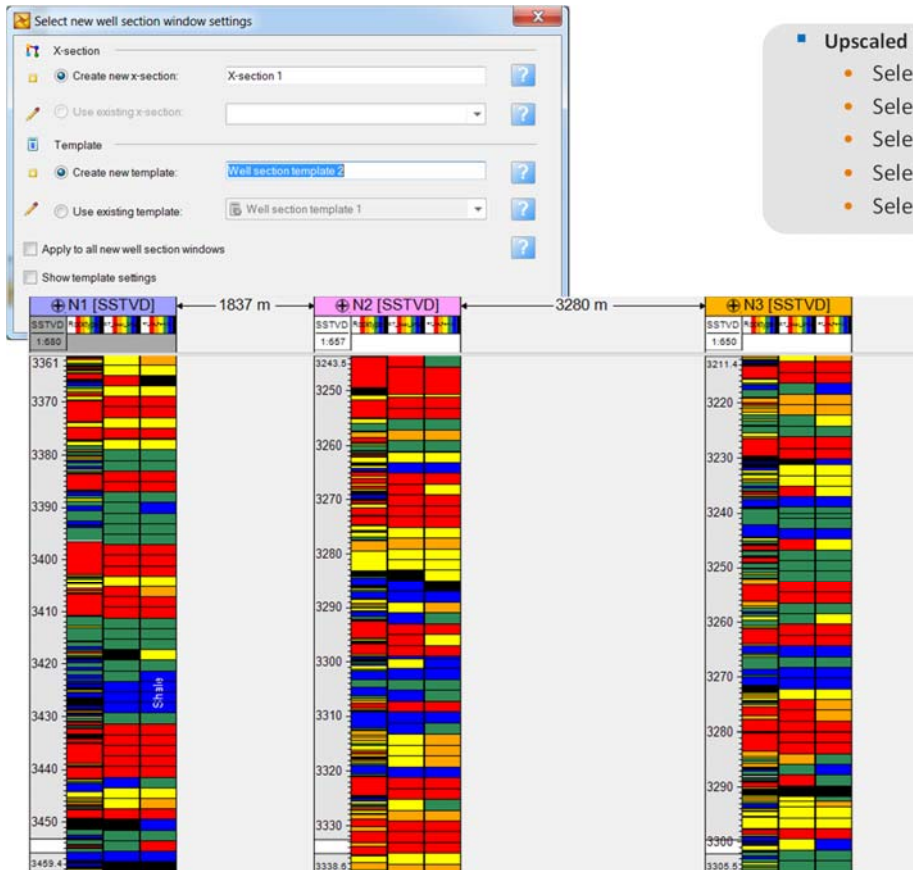 Select new well section window settings
X-section
Create new x-section: X-section 1 ?
Use existing x-section: ?
Template
Create new template: Well section template 2 ?
Use existing template: Well section template 1 ?
Apply to all new well section windows ?
Show template settings
Upscaled
Sele
Sele
Sele
Sele
Sele
N1 [SSTVD] 1837 m N2 [SSTVD] 3280 m N3 [SSTVD]
SSTVD SSTVD SSTVD
1:680 1:657 1:650
3361
3370
3380
3390
3400
3410
3420
3430
3440
3450
3459.4
Shale
3243.5
3250
3260
3270
3280
3290
3300
3310
3320
3330
3338.6
3211.4
3220
3230
3240
3250
3260
3270
3280
3290
3300
3305.5